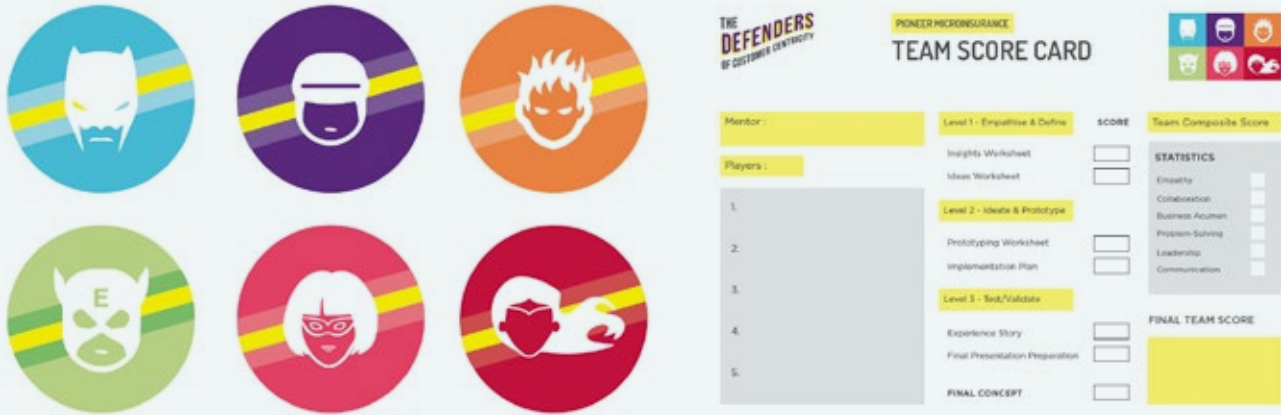 E
THE
DEFENDERS
OF CUSTOMER CENTRICITY
PIONEER MICROINSURANCE
TEAM SCORE CARD
Mentor :
Players :
1.
2.
3.
4.
5.
Level 1 - Empathise & Define
SCORE
Insights Worksheet
Ideas Worksheet
Level 2 - Ideate & Prototype
Prototyping Worksheet
Implementation Plan
Level 3 - Test/Validate
Experience Story
Final Presentation Preparation
FINAL CONCEPT
Team Composite Score
STATISTICS
Empathy
Collaboration
Business Acumen
Problem-Solving
Leadership
Communication
FINAL TEAM SCORE